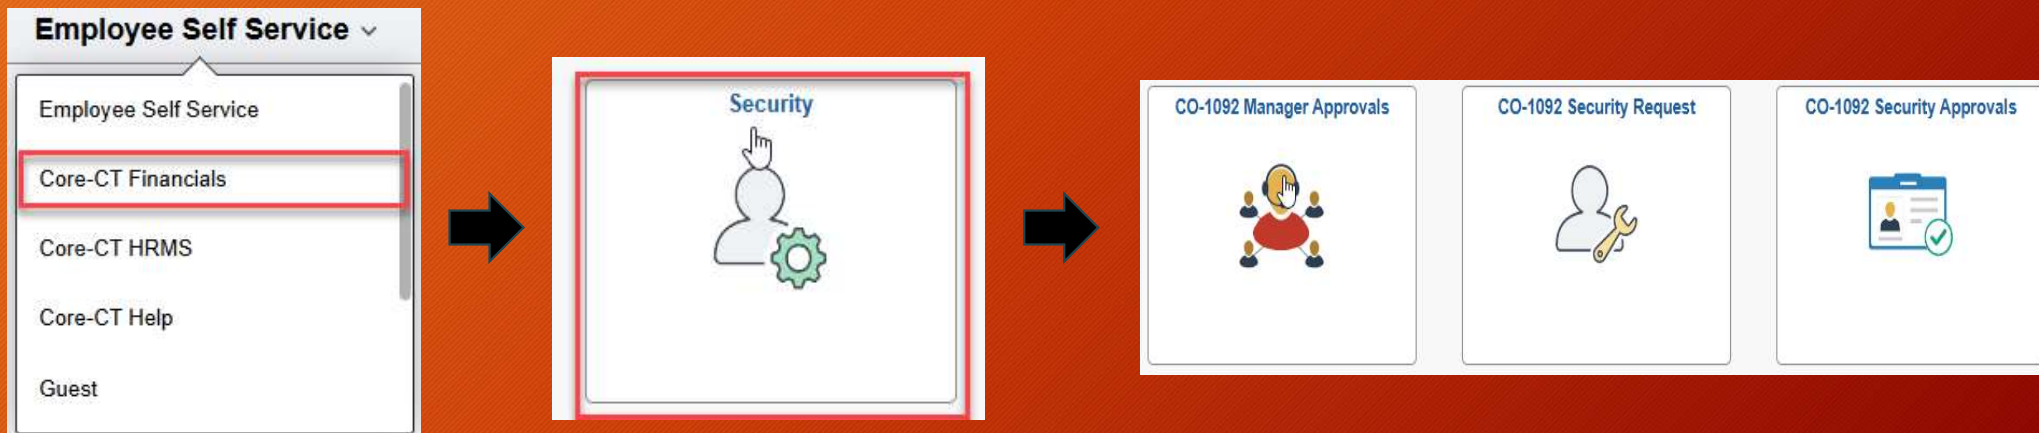 Employee Self Service
Employee Self Service
Core-CT Financials
Core-CT HRMS
Core-CT Help
Guest
Security
CO-1092 Manager Approvals
CO-1092 Security Request
CO-1092 Security Approvals